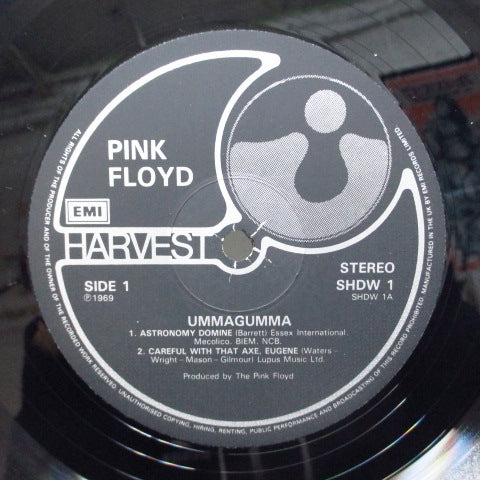 PINK
FLOYD
EMI
HARVEST
SIDE 1
℗1969
STEREO
SHDW 1
SHDW 1A
UMMAGUMMA
1. ASTRONOMY DOMINE (Barrett) Essex International.
Mecolico. BIEM, NCB.
2. CAREFUL WITH THAT AXE, EUGENE (Waters -
Wright - Mason - Gilmour) Lupus Music Ltd.
Produced by The Pink Floyd
ALL RIGHTS OF THE PRODUCER AND OF THE OWNER OF THE RECORDED WORK RESERVED. UNAUTHORISED COPYING, HIRING, RENTING, PUBLIC PERFORMANCE AND BROADCASTING OF THIS RECORD PROHIBITED. MANUFACTURED IN THE UK BY EMI RECORDS LIMITED.